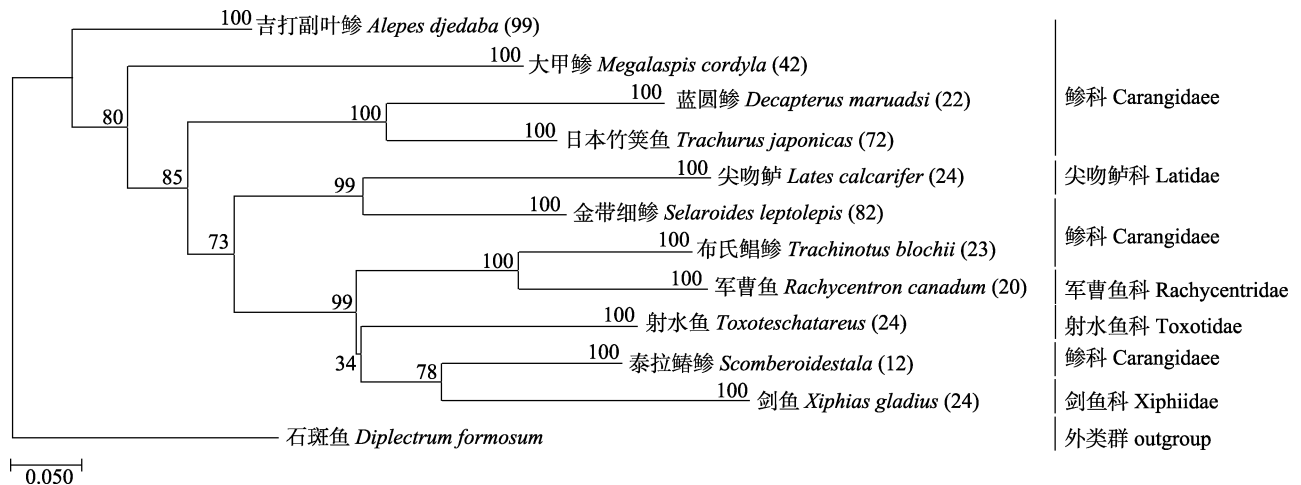 100 吉打副叶鲹 Alepes djedaba (99)
100 大甲鲹 Megalaspis cordyla (42)
100 蓝圆鲹 Decapterus maruadsi (22)
鲹科 Carangidaee
80
100
100 日本竹筴鱼 Trachurus japonicas (72)
85
100 尖吻鲈 Lates calcarifer (24)
尖吻鲈科 Latidae
99
100 金带细鲹 Selaroides leptolepis (82)
73
100 布氏鲳鲹 Trachinotus blochii (23)
鲹科 Carangidaee
100
100 军曹鱼 Rachycentron canadum (20)
军曹鱼科 Rachycentridae
99
100 射水鱼 Toxoteschatareus (24)
射水鱼科 Toxotidae
34
100 泰拉鰆鲹 Scomberoidestala (12)
鲹科 Carangidaee
78
100 剑鱼 Xiphias gladius (24)
剑鱼科 Xiphiidae
石斑鱼 Diplectrum formosum
外类群 outgroup
0.050